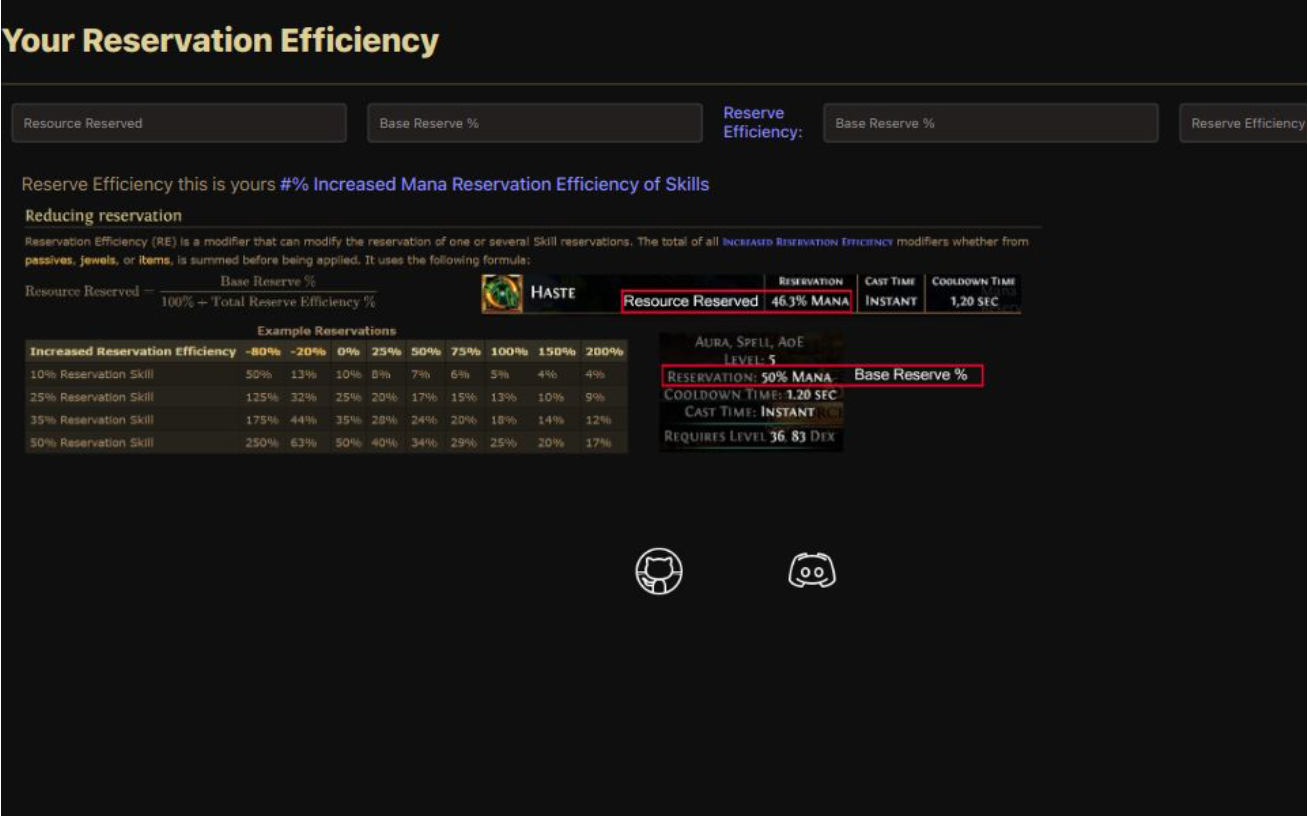 Your Reservation Efficiency
Resource Reserved
Base Reserve %
Reserve
Efficiency:
Base Reserve %
Reserve Efficiency
Reserve Efficiency this is yours #% Increased Mana Reservation Efficiency of Skills
Reducing reservation
Reservation Efficiency (RE) is a modifier that can modify the reservation of one or several Skill reservations. The total of all INCREASED RESERVATION EFFICIENCY modifiers whether from
passives, jewels, or items, is summed before being applied. It uses the following formula:
Resource Reserved = Base Reserve %
100% + Total Reserve Efficiency %
HASTE
Resource Reserved
RESERVATION
46.3% MANA
CAST TIME
INSTANT
COOLDOWN TIME
1,20 SEC
Example Reservations
Increased Reservation Efficiency -80% -20% 0% 25% 50% 75% 100% 150% 200%
10% Reservation Skill 50% 13% 10% 8% 7% 6% 5% 4% 4%
25% Reservation Skill 125% 32% 25% 20% 17% 15% 13% 10% 9%
35% Reservation Skill 175% 44% 35% 28% 24% 20% 18% 14% 12%
50% Reservation Skill 250% 63% 50% 40% 34% 29% 25% 20% 17%
AURA, SPELL, AOE
LEVEL: 5
RESERVATION: 50% MANA Base Reserve %
COOLDOWN TIME: 1.20 SEC
CAST TIME: INSTANT
REQUIRES LEVEL 36, 83 DEX